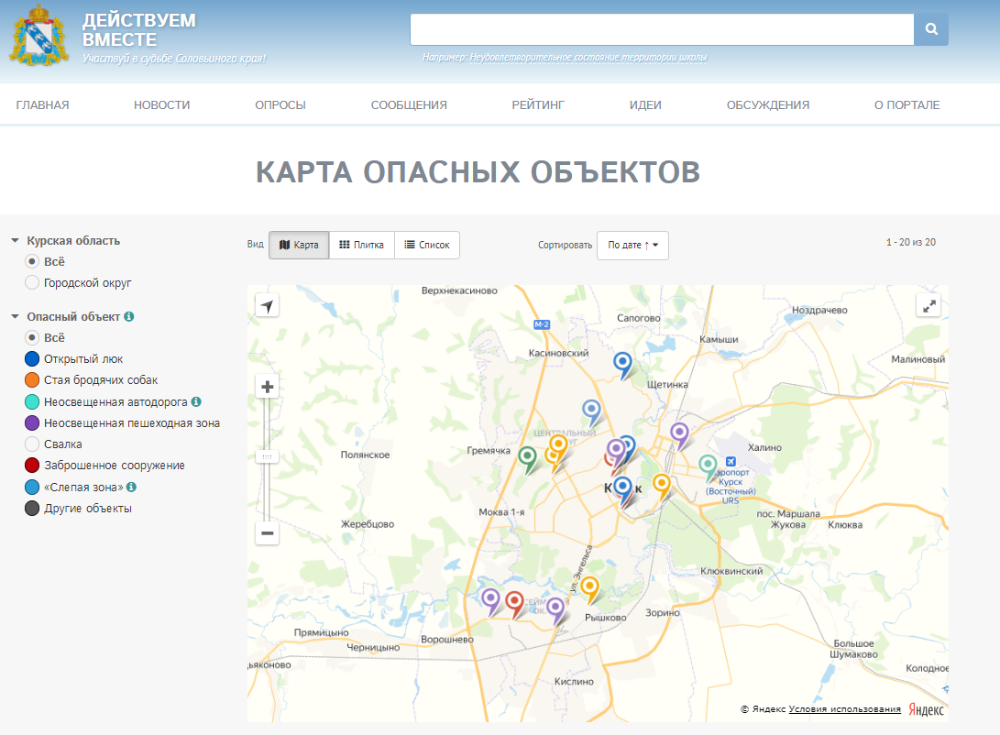 ДЕЙСТВУЕМ
ВМЕСТЕ
Участвуй в судьбе Соловьиного края!
Например: Неудовлетворительное состояние территории школы
ГЛАВНАЯ НОВОСТИ ОПРОСЫ СООБЩЕНИЯ РЕЙТИНГ ИДЕИ ОБСУЖДЕНИЯ О ПОРТАЛЕ
КАРТА ОПАСНЫХ ОБЪЕКТОВ
Курская область
Всё
Городской округ
Опасный объект
Всё
Открытый люк
Стая бродячих собак
Неосвещенная автодорога
Неосвещенная пешеходная зона
Свалка
Заброшенное сооружение
«Слепая зона»
Другие объекты
Вид Карта Плитка Список Сортировать По дате ↑ 1 - 20 из 20
Верхнекасиново
Ноздрачево
Сапогово
М-2
Камыши
Касиновский
Малиновый
Щетинка
ЦЕНТРАЛЬНЫЙ
Гремячка
Халино
Полянское
Курск
(Восточный)
URS
Моква 1-я
пос. Маршала
Жукова
Клюква
Жеребцово
ул. Энгельса
Клюквинский
Зорино
Рышково
Прямицыно
Ворошнево
Черницыно
Большое
Шумаково
ьяконово
Колодное
Кислино
© Яндекс Условия использования Яндекс